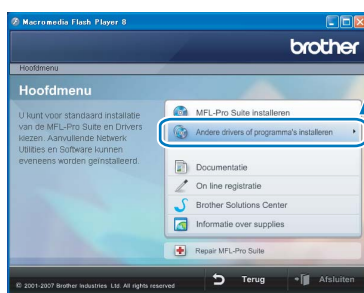 Macromedia Flash Player 8
brother
Hoofdmenu
Hoofdmenu
U kunt voor standaard installatie
van de MFL-Pro Suite en Drivers
kiezen. Aanvullende Netwerk
Utilities en Software kunnen
eveneens worden geïnstalleerd.
MFL-Pro Suite installeren
Andere drivers of programma's installeren
Documentatie
On line registratie
Brother Solutions Center
Informatie over supplies
Repair MFL-Pro Suite
© 2001-2007 Brother Industries Ltd. All rights reserved
Terug
Afsluiten